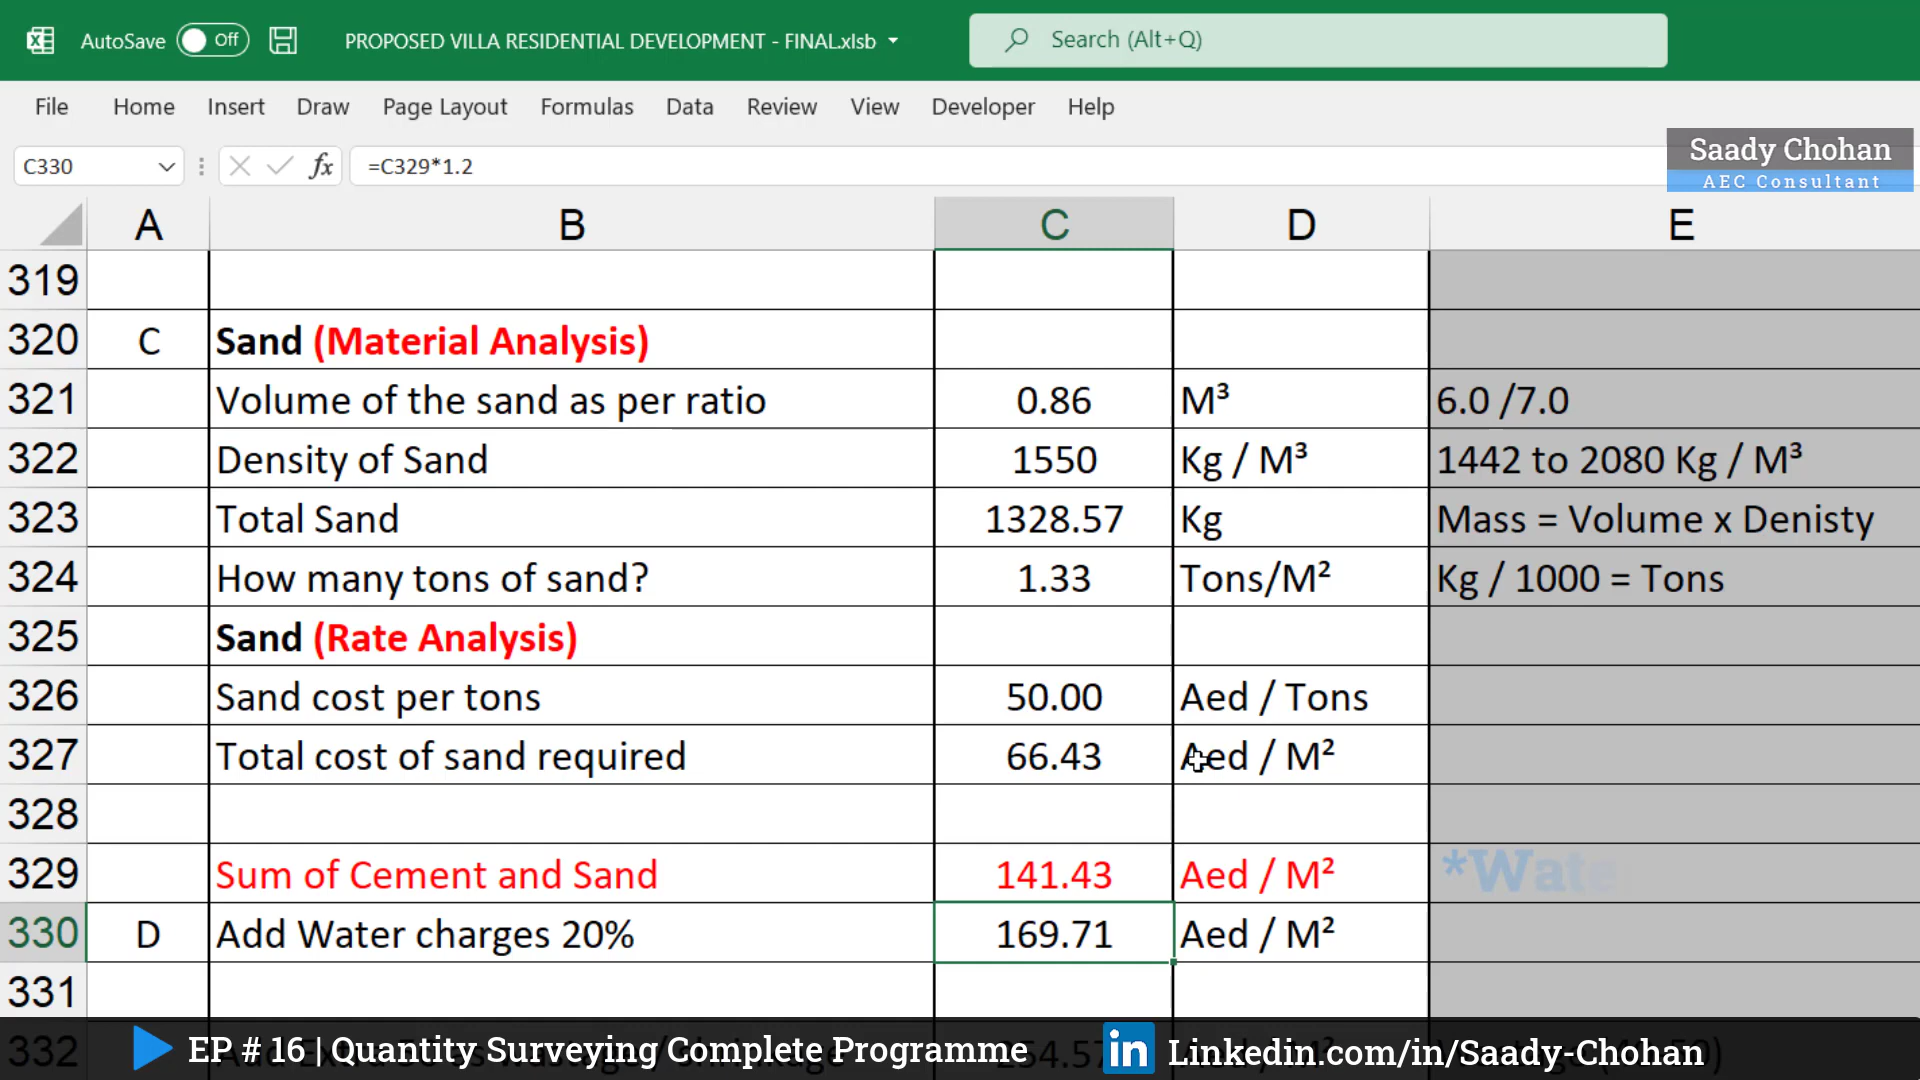 AutoSave Off PROPOSED VILLA RESIDENTIAL DEVELOPMENT - FINAL.xlsb Search (Alt+Q)
File Home Insert Draw Page Layout Formulas Data Review View Developer Help
C330 fx =C329*1.2
Saady Chohan
AEC Consultant
A B C D E
319
320 C Sand (Material Analysis)
321 Volume of the sand as per ratio 0.86 M³ 6.0 /7.0
322 Density of Sand 1550 Kg / M³ 1442 to 2080 Kg / M³
323 Total Sand 1328.57 Kg Mass = Volume x Denisty
324 How many tons of sand? 1.33 Tons/M² Kg / 1000 = Tons
325 Sand (Rate Analysis)
326 Sand cost per tons 50.00 Aed / Tons
327 Total cost of sand required 66.43 Aed / M²
328
329 Sum of Cement and Sand 141.43 Aed / M² *Wate
330 D Add Water charges 20% 169.71 Aed / M²
331
332
EP # 16 | Quantity Surveying Complete Programme in Linkedin.com/in/Saady-Chohan